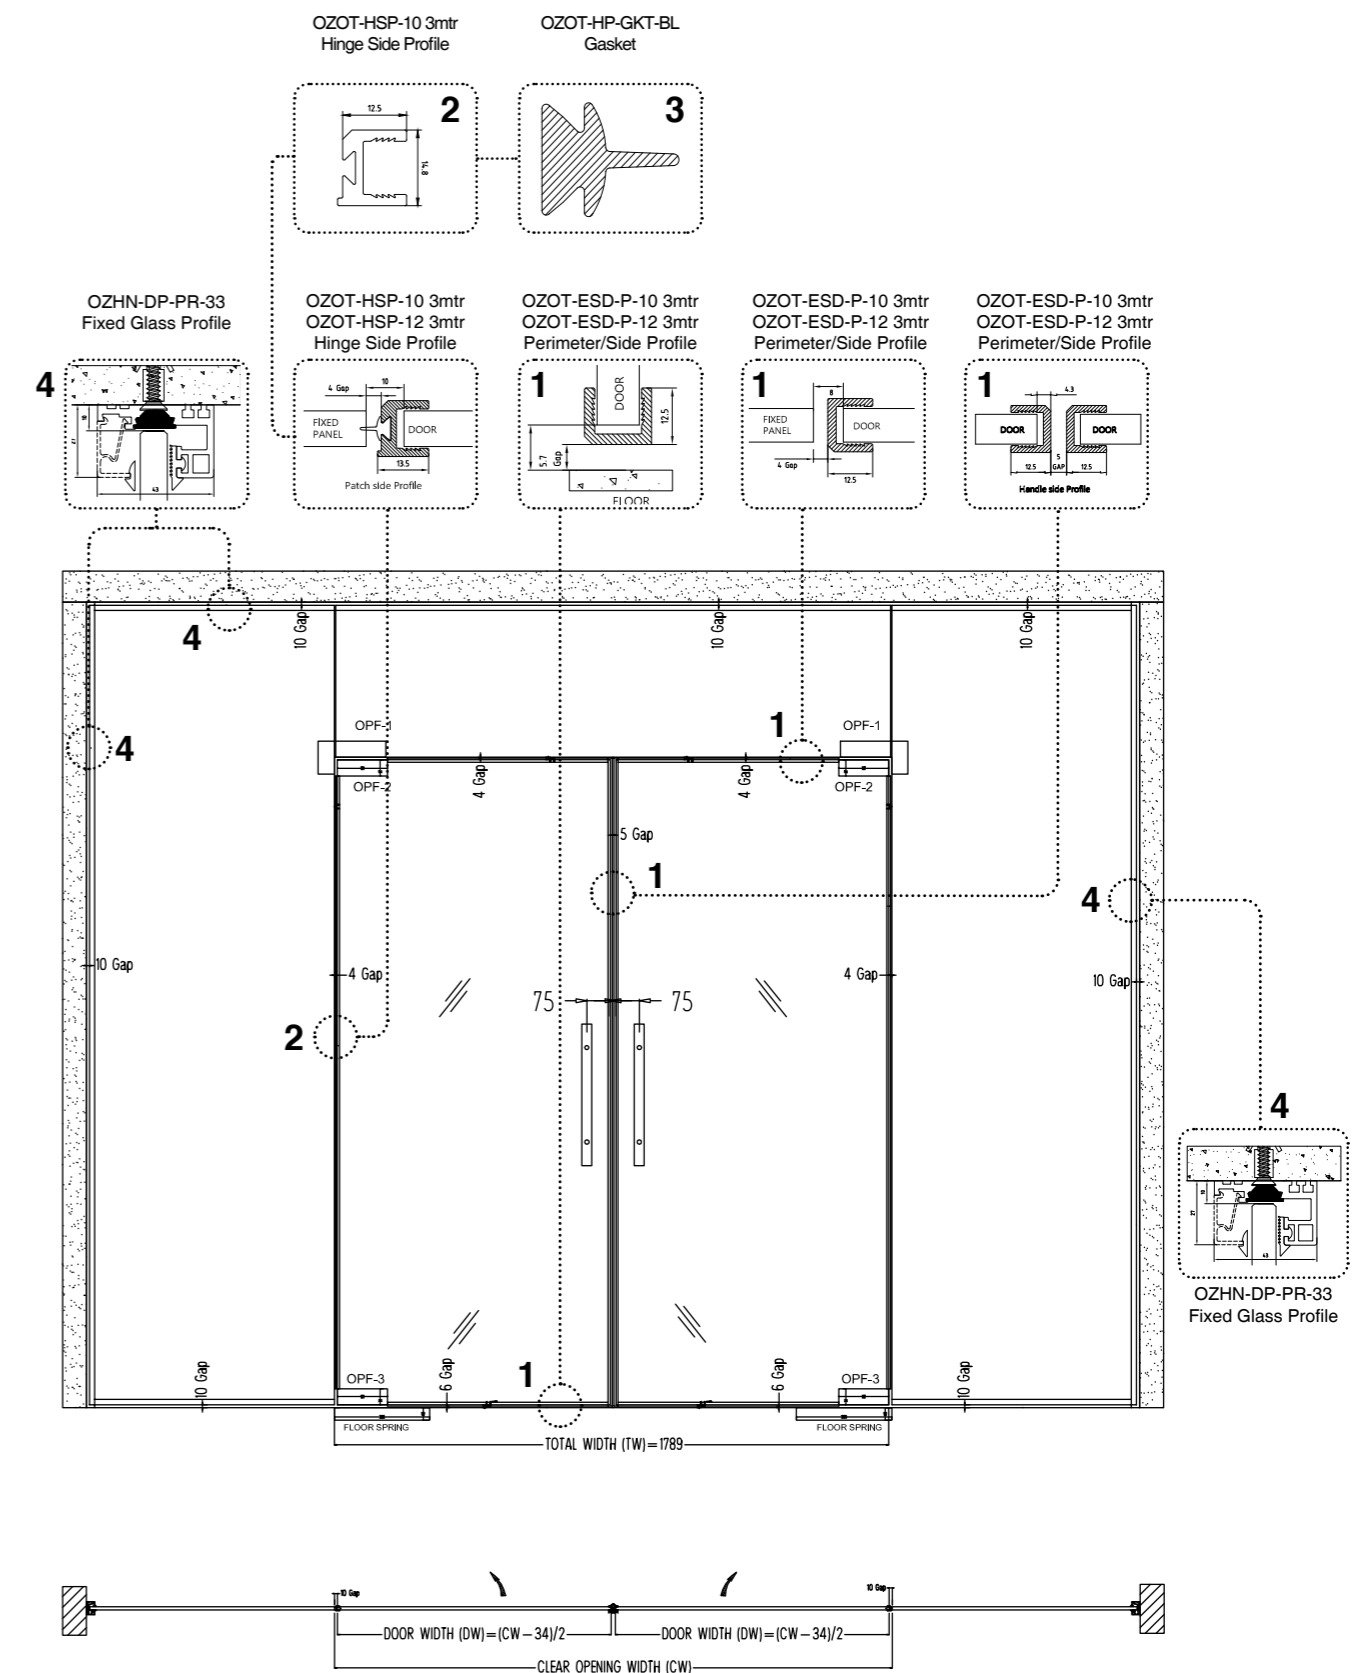 OZOT-HSP-10 3mtr
Hinge Side Profile
OZOT-HP-GKT-BL
Gasket
2
12.5
14.8
3
OZHN-DP-PR-33
Fixed Glass Profile
4
10
27
43
OZOT-HSP-10 3mtr
OZOT-HSP-12 3mtr
Hinge Side Profile
10
4 Gap
FIXED
PANEL
DOOR
13.5
Patch side Profile
OZOT-ESD-P-10 3mtr
OZOT-ESD-P-12 3mtr
Perimeter/Side Profile
1
DOOR
12.5
5.7
Gap
FLOOR
OZOT-ESD-P-10 3mtr
OZOT-ESD-P-12 3mtr
Perimeter/Side Profile
1
8
FIXED
PANEL
DOOR
4 Gap
12.5
OZOT-ESD-P-10 3mtr
OZOT-ESD-P-12 3mtr
Perimeter/Side Profile
1
4.3
DOOR
DOOR
5
12.5 GAP 12.5
Handle side Profile
4
10 Gap
10 Gap
10 Gap
4
OPF-1
1
OPF-1
OPF-2
4 Gap
4 Gap
OPF-2
5 Gap
1
4
10 Gap
4 Gap
4 Gap
10 Gap
75
75
2
4
10
27
43
OZHN-DP-PR-33
Fixed Glass Profile
10 Gap
OPF-3
6 Gap
1
6 Gap
OPF-3
10 Gap
FLOOR SPRING
FLOOR SPRING
TOTAL WIDTH (TW)=1789
10 Gap
10 Gap
DOOR WIDTH (DW)=(CW-34)/2
DOOR WIDTH (DW)=(CW-34)/2
CLEAR OPENING WIDTH (CW)